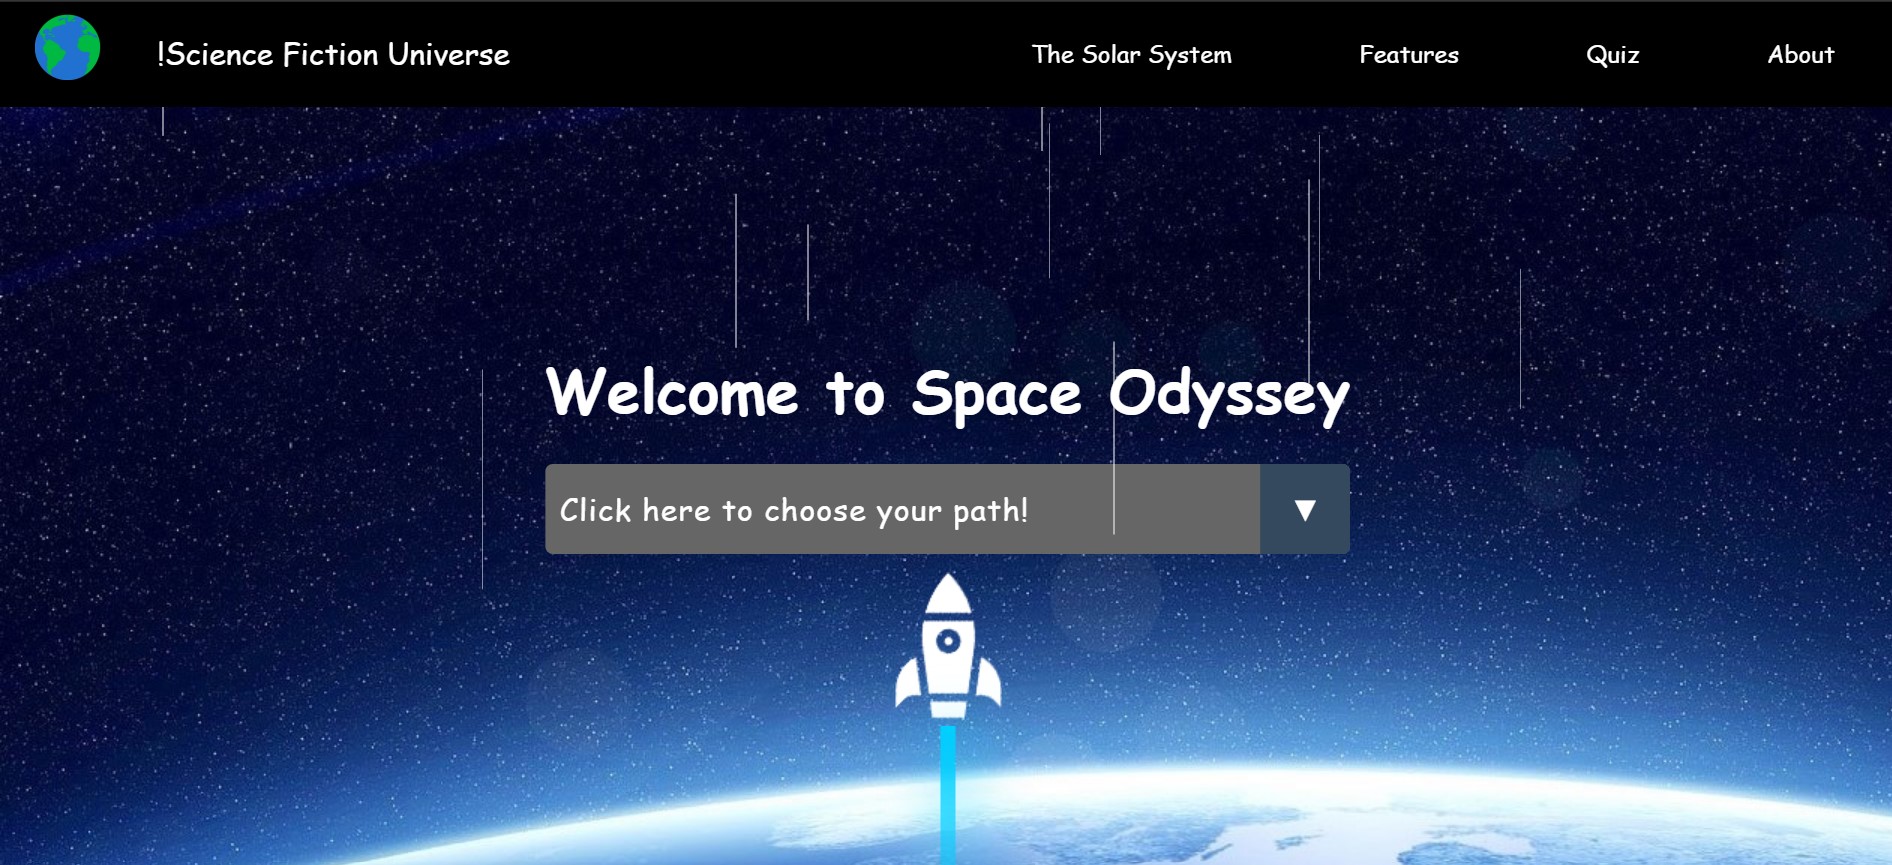 !Science Fiction Universe
The Solar System
Features
Quiz
About
Welcome to Space Odyssey
Click here to choose your path!
▼